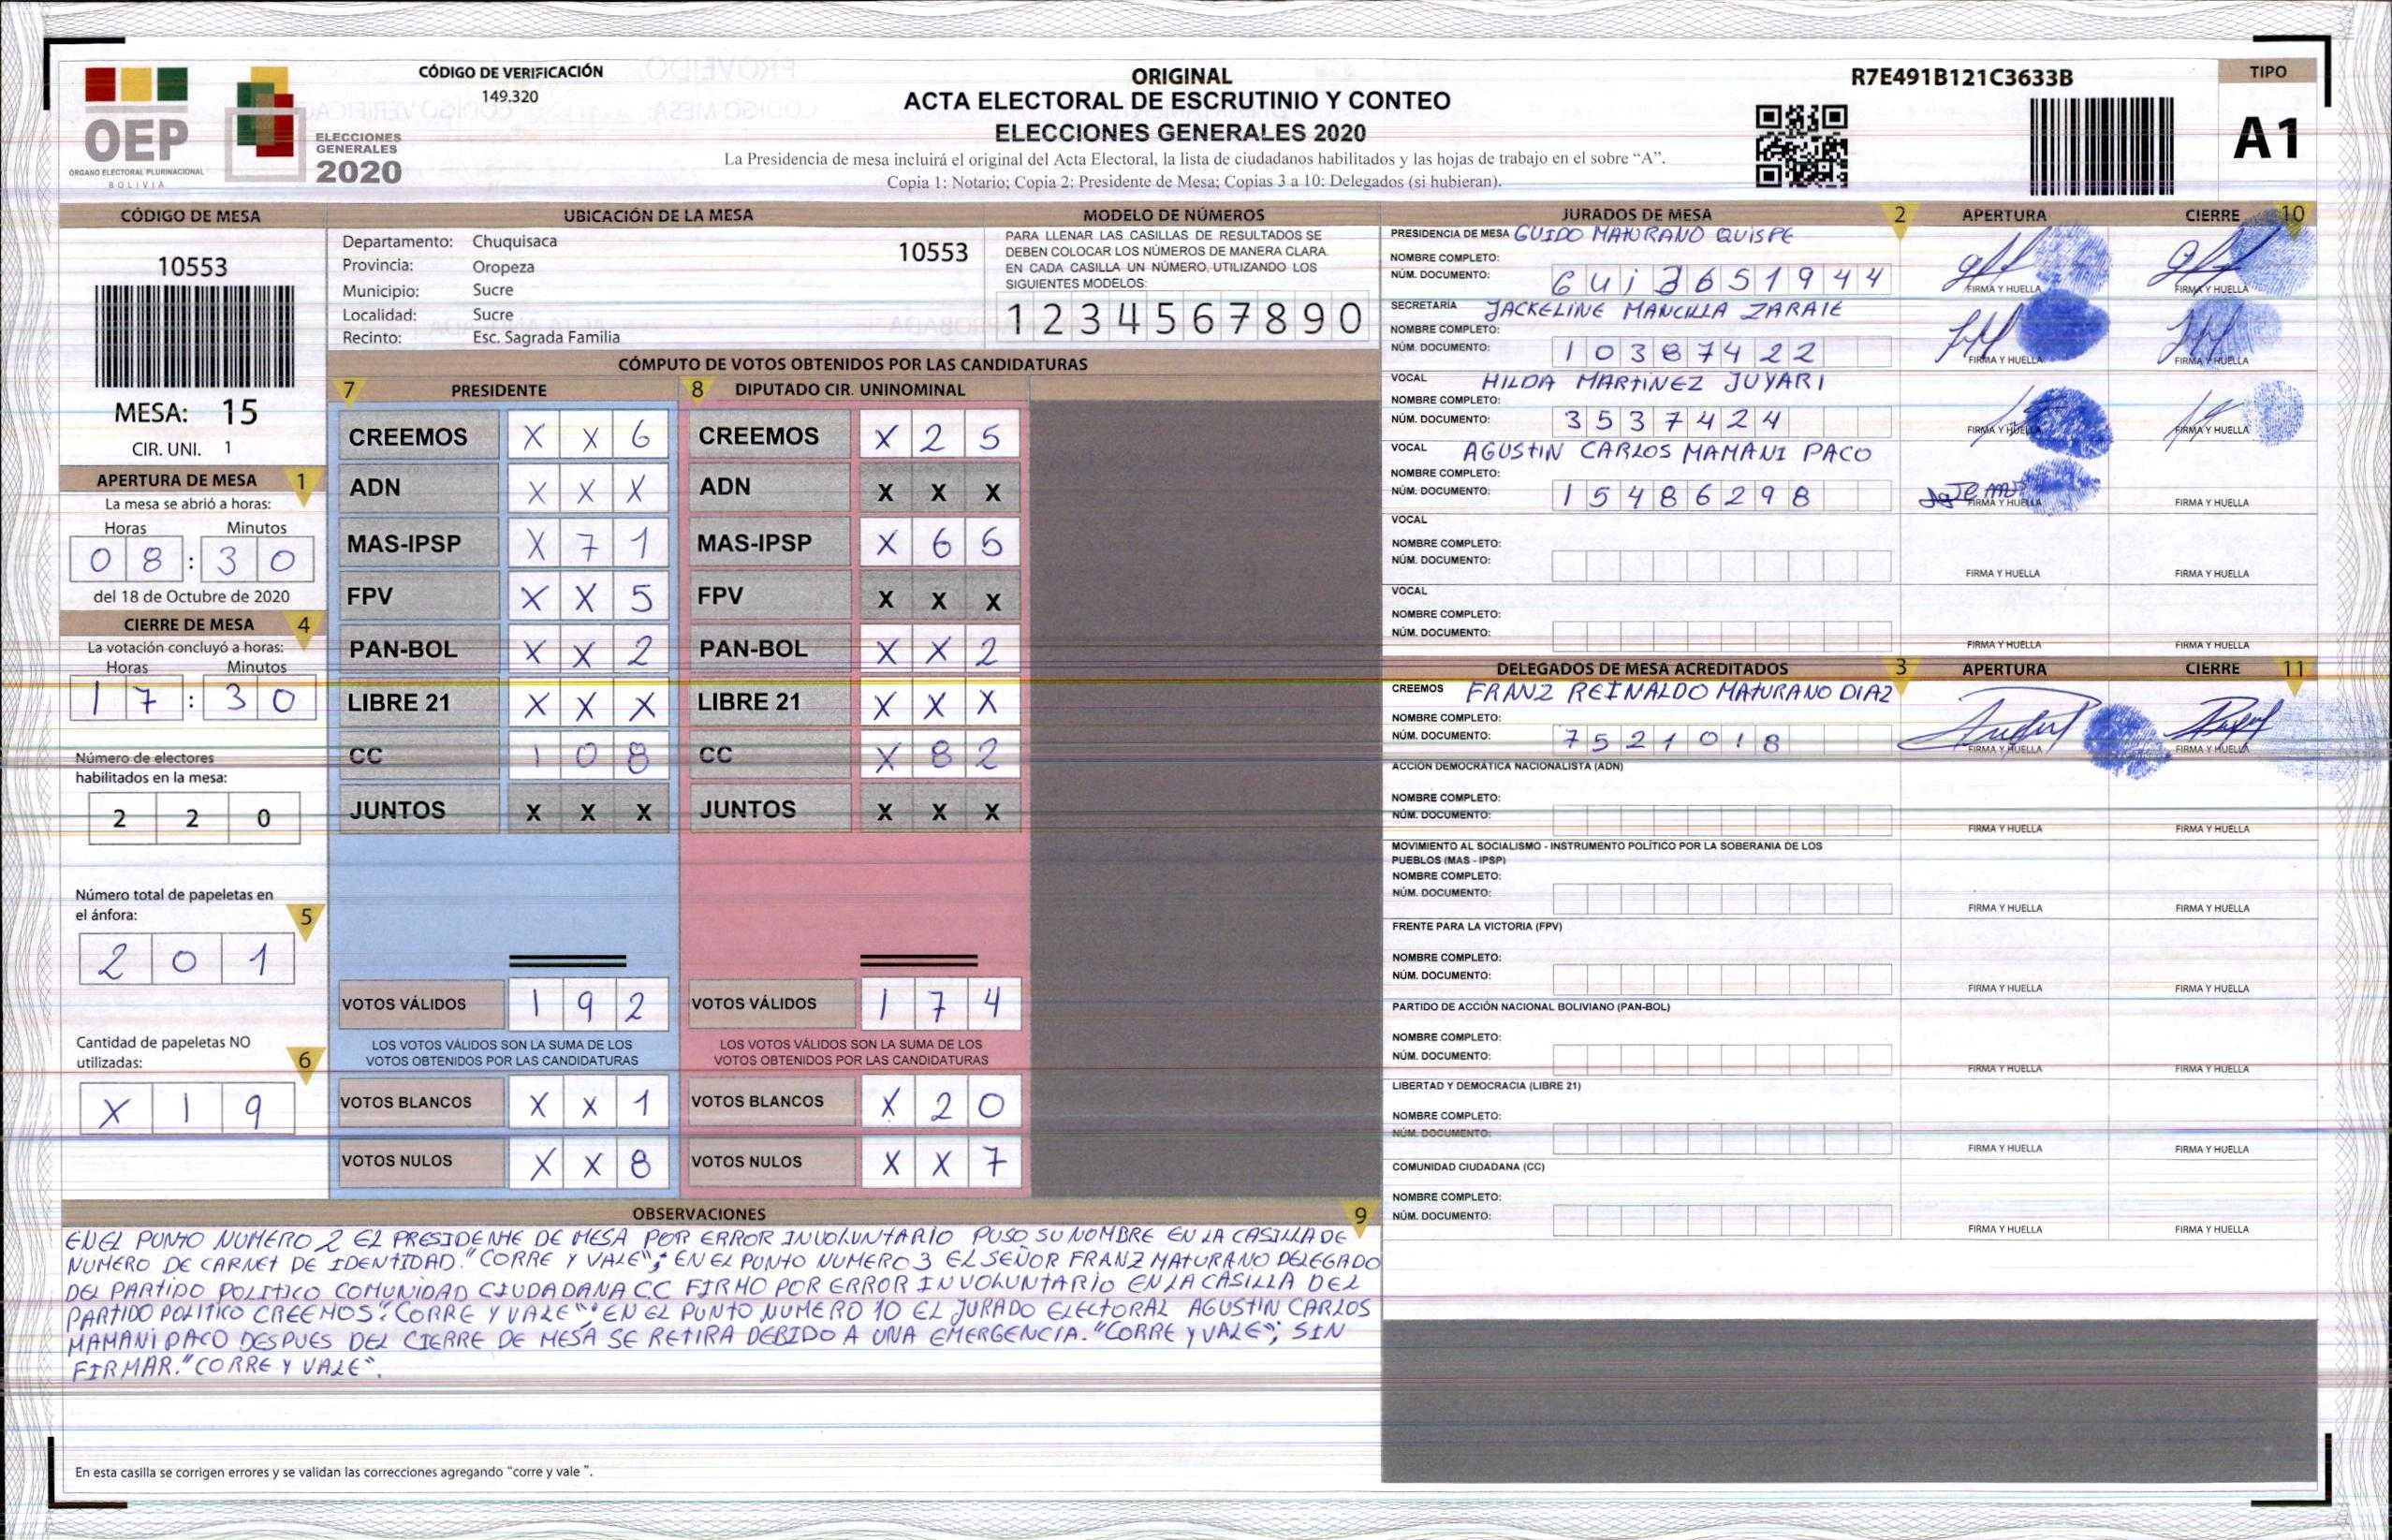 CÓDIGO DE VERIFICACIÓN
149.320
OEP
ÓRGANO ELECTORAL PLURINACIONAL
BOLIVIA
ELECCIONES
GENERALES
2020
ORIGINAL
ACTA ELECTORAL DE ESCRUTINIO Y CONTEO
ELECCIONES GENERALES 2020
La Presidencia de mesa incluirá el original del Acta Electoral, la lista de ciudadanos habilitados y las hojas de trabajo en el sobre “A”.
Copia 1: Notario; Copia 2: Presidente de Mesa; Copias 3 a 10: Delegados (si hubieran).
R7E491B121C3633B
TIPO
A1
CÓDIGO DE MESA
10553
MESA: 15
CIR. UNI. 1
APERTURA DE MESA 1
La mesa se abrió a horas:
Horas Minutos
0 8 : 3 0
del 18 de Octubre de 2020
CIERRE DE MESA 4
La votación concluyó a horas:
Horas Minutos
1 7 : 3 0
Número de electores
habilitados en la mesa:
2 2 0
Número total de papeletas en
el ánfora: 5
2 0 1
Cantidad de papeletas NO
utilizadas: 6
X 1 9
UBICACIÓN DE LA MESA
Departamento: Chuquisaca
10553
Provincia: Oropeza
Municipio: Sucre
Localidad: Sucre
Recinto: Esc. Sagrada Familia
MODELO DE NÚMEROS
PARA LLENAR LAS CASILLAS DE RESULTADOS SE
DEBEN COLOCAR LOS NÚMEROS DE MANERA CLARA.
EN CADA CASILLA UN NÚMERO, UTILIZANDO LOS
SIGUIENTES MODELOS:
1 2 3 4 5 6 7 8 9 0
CÓMPUTO DE VOTOS OBTENIDOS POR LAS CANDIDATURAS
7 PRESIDENTE 8 DIPUTADO CIR. UNINOMINAL
CREEMOS X X 6 CREEMOS X 2 5
ADN X X X ADN X X X
MAS-IPSP X 7 1 MAS-IPSP X 6 5
FPV X X 5 FPV X X X
PAN-BOL X X 2 PAN-BOL X X 2
LIBRE 21 X X X LIBRE 21 X X X
CC 1 0 8 CC X 8 2
JUNTOS X X X JUNTOS X X X
VOTOS VÁLIDOS 1 9 2 VOTOS VÁLIDOS 1 7 4
LOS VOTOS VÁLIDOS SON LA SUMA DE LOS LOS VOTOS VÁLIDOS SON LA SUMA DE LOS
VOTOS OBTENIDOS POR LAS CANDIDATURAS VOTOS OBTENIDOS POR LAS CANDIDATURAS
VOTOS BLANCOS X X 1 VOTOS BLANCOS X 2 0
VOTOS NULOS X X 8 VOTOS NULOS X X 7
OBSERVACIONES 9
EN EL PUNTO NUMERO 2 EL PRESIDENTE DE MESA POR ERROR INVOLUNTARIO PUSO SU NOMBRE EN LA CASILLA DE
NUMERO DE CARNET DE IDENTIDAD. "CORRE Y VALE"; EN EL PUNTO NUMERO 3 EL SEÑOR FRANZ MATURANO DELEGADO
DEL PARTIDO POLITICO COMUNIDAD CIUDADANA CC FIRMO POR ERROR INVOLUNTARIO EN LA CASILLA DEL
PARTIDO POLITICO CREEMOS "CORRE Y VALE"; EN EL PUNTO NUMERO 10 EL JURADO ELECTORAL AGUSTIN CARLOS
MAMANI PACO DESPUES DEL CIERRE DE MESA SE RETIRA DEBIDO A UNA EMERGENCIA. "CORRE Y VALE"; SIN
FIRMAR. "CORRE Y VALE".
En esta casilla se corrigen errores y se validan las correcciones agregando “corre y vale ”.
JURADOS DE MESA 2 APERTURA CIERRE 10
PRESIDENCIA DE MESA GUIDO MATURANO QUISPE
NOMBRE COMPLETO:
NÚM. DOCUMENTO: G U i 3 6 5 1 9 4 4
FIRMA Y HUELLA FIRMA Y HUELLA
SECRETARÍA JACKELINE MANCILLA ZARATE
NOMBRE COMPLETO:
NÚM. DOCUMENTO: 1 0 3 8 7 4 2 2
FIRMA Y HUELLA FIRMA Y HUELLA
VOCAL HILDA MARTINEZ JUYARI
NOMBRE COMPLETO:
NÚM. DOCUMENTO: 3 5 3 7 4 2 4
FIRMA Y HUELLA FIRMA Y HUELLA
VOCAL AGUSTIN CARLOS MAMANI PACO
NOMBRE COMPLETO:
NÚM. DOCUMENTO: 1 5 4 8 6 2 9 8
FIRMA Y HUELLA FIRMA Y HUELLA
VOCAL
NOMBRE COMPLETO:
NÚM. DOCUMENTO:
FIRMA Y HUELLA FIRMA Y HUELLA
VOCAL
NOMBRE COMPLETO:
NÚM. DOCUMENTO:
FIRMA Y HUELLA FIRMA Y HUELLA
DELEGADOS DE MESA ACREDITADOS 3 APERTURA CIERRE 11
CREEMOS FRANZ REINALDO MATURANO DIAZ
NOMBRE COMPLETO:
NÚM. DOCUMENTO: 7 5 2 1 0 1 8
FIRMA Y HUELLA FIRMA Y HUELLA
ACCIÓN DEMOCRÁTICA NACIONALISTA (ADN)
NOMBRE COMPLETO:
NÚM. DOCUMENTO:
FIRMA Y HUELLA FIRMA Y HUELLA
MOVIMIENTO AL SOCIALISMO - INSTRUMENTO POLÍTICO POR LA SOBERANIA DE LOS
PUEBLOS (MAS - IPSP)
NOMBRE COMPLETO:
NÚM. DOCUMENTO:
FIRMA Y HUELLA FIRMA Y HUELLA
FRENTE PARA LA VICTORIA (FPV)
NOMBRE COMPLETO:
NÚM. DOCUMENTO:
FIRMA Y HUELLA FIRMA Y HUELLA
PARTIDO DE ACCIÓN NACIONAL BOLIVIANO (PAN-BOL)
NOMBRE COMPLETO:
NÚM. DOCUMENTO:
FIRMA Y HUELLA FIRMA Y HUELLA
LIBERTAD Y DEMOCRACIA (LIBRE 21)
NOMBRE COMPLETO:
NÚM. DOCUMENTO:
FIRMA Y HUELLA FIRMA Y HUELLA
COMUNIDAD CIUDADANA (CC)
NOMBRE COMPLETO:
NÚM. DOCUMENTO:
FIRMA Y HUELLA FIRMA Y HUELLA